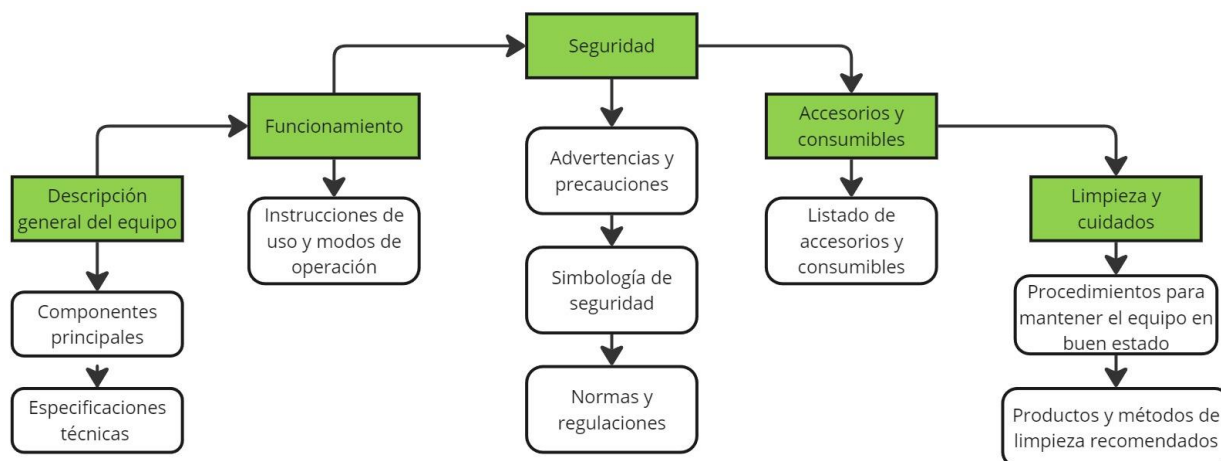 Seguridad
Funcionamiento
Accesorios y
consumibles
Descripción
general del equipo
Limpieza y
cuidados
Advertencias y
precauciones
Instrucciones de
uso y modos de
operación
Listado de
accesorios y
consumibles
Componentes
principales
Simbología de
seguridad
Procedimientos para
mantener el equipo en
buen estado
Especificaciones
técnicas
Normas y
regulaciones
Productos y métodos de
limpieza recomendados